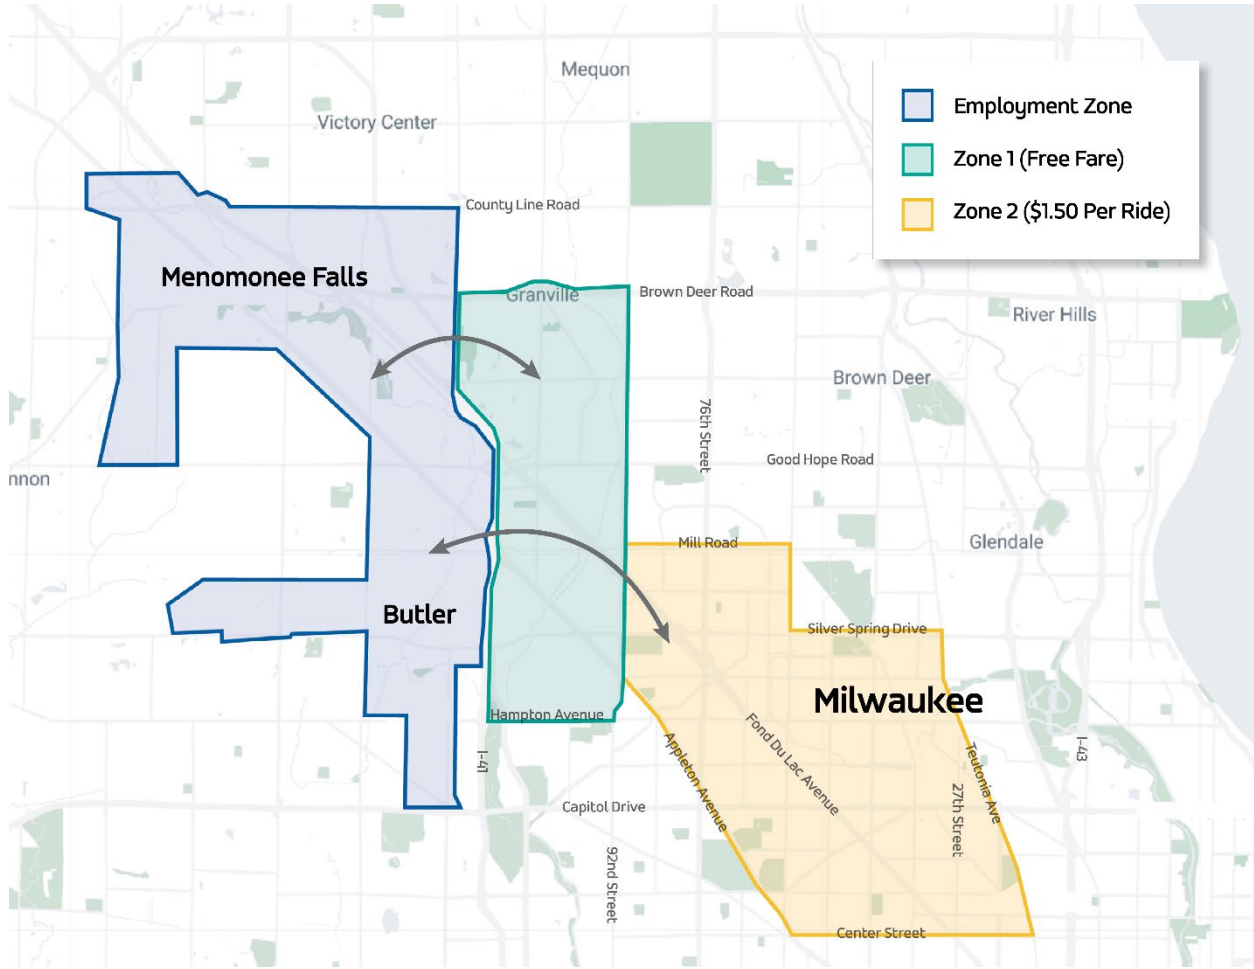 Mequon
Employment Zone
Victory Center
Zone 1 (Free Fare)
County Line Road
Zone 2 ($1.50 Per Ride)
Menomonee Falls
Granville
Brown Deer Road
River Hills
Brown Deer
76th Street
Good Hope Road
nnon
Mill Road
Glendale
Butler
Silver Spring Drive
Milwaukee
Hampton Avenue
I-41
Appleton Avenue
Fond Du Lac Avenue
Teutonia Ave
I-43
27th Street
Capitol Drive
92nd Street
Center Street